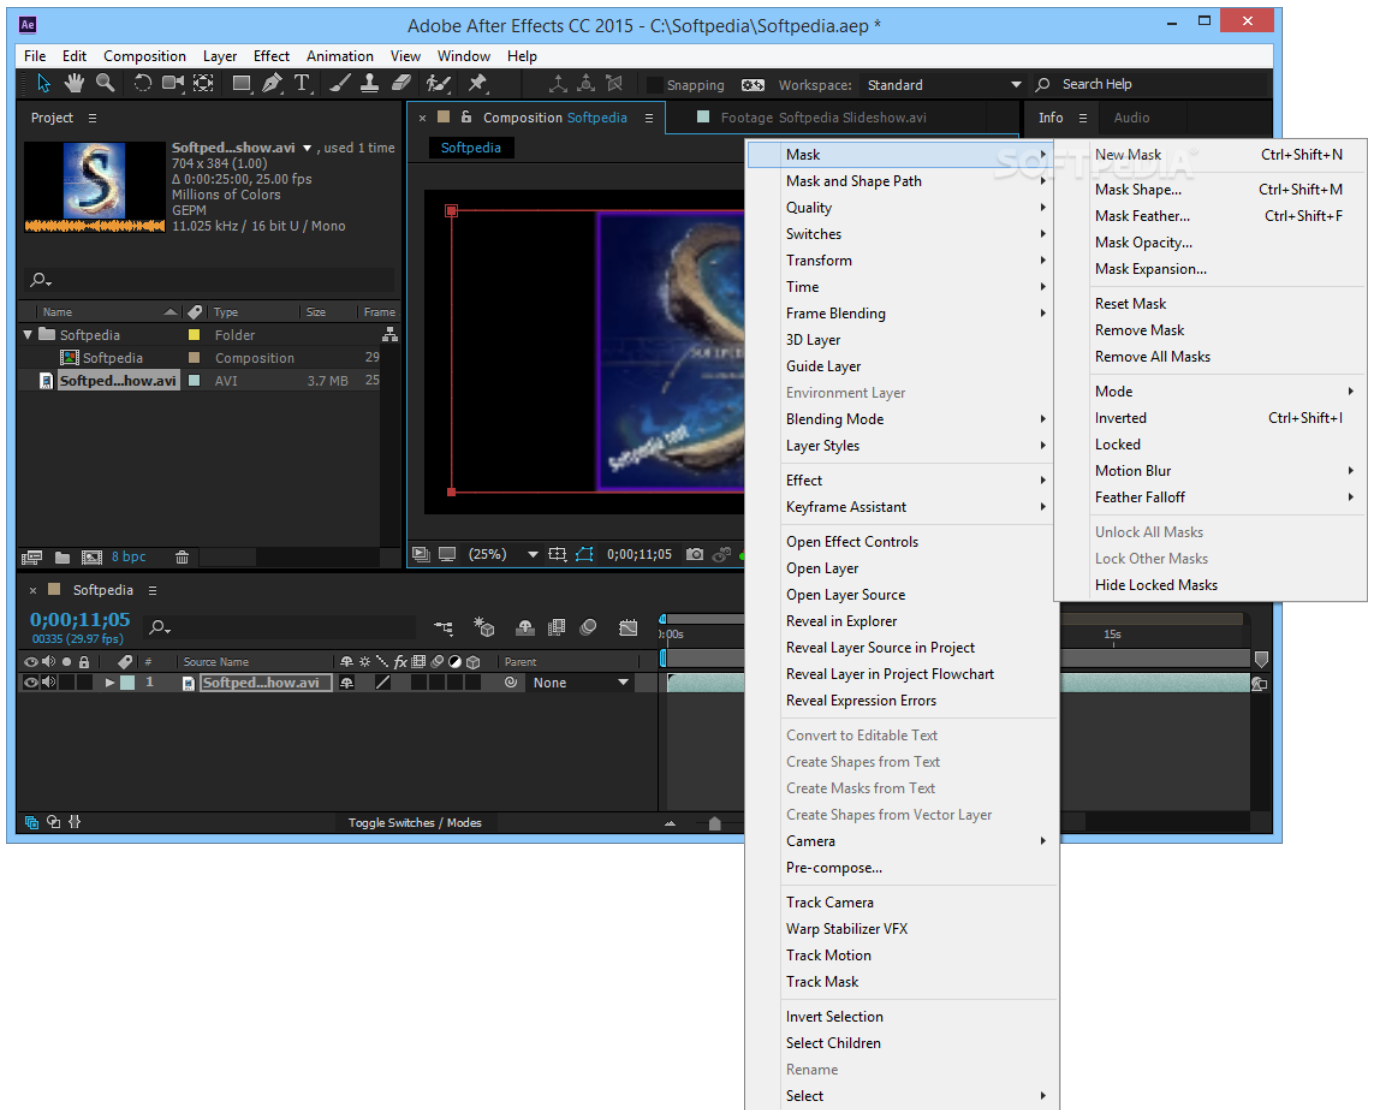 Ae
Adobe After Effects CC 2015 - C:\Softpedia\Softpedia.aep *
File Edit Composition Layer Effect Animation View Window Help
T Snapping Workspace: Standard Search Help
Project
Softped...show.avi , used 1 time
704 x 384 (1.00)
Δ 0:00:25:00, 25.00 fps
Millions of Colors
GEPM
11.025 kHz / 16 bit U / Mono
Name Type Size Frame
Softpedia Folder
Softpedia Composition 29
Softped...how.avi AVI 3.7 MB 25
8 bpc
× Composition Softpedia
Footage Softpedia Slideshow.avi
Info Audio
Softpedia
Softpedia test
(25%) 0;00;11;05
Mask
Mask and Shape Path
Quality
Switches
Transform
Time
Frame Blending
3D Layer
Guide Layer
Environment Layer
Blending Mode
Layer Styles
Effect
Keyframe Assistant
Open Effect Controls
Open Layer
Open Layer Source
Reveal in Explorer
Reveal Layer Source in Project
Reveal Layer in Project Flowchart
Reveal Expression Errors
Convert to Editable Text
Create Shapes from Text
Create Masks from Text
Create Shapes from Vector Layer
Camera
Pre-compose...
Track Camera
Warp Stabilizer VFX
Track Motion
Track Mask
Invert Selection
Select Children
Rename
Select
SOFTPEDIA
New Mask Ctrl+Shift+N
Mask Shape... Ctrl+Shift+M
Mask Feather... Ctrl+Shift+F
Mask Opacity...
Mask Expansion...
Reset Mask
Remove Mask
Remove All Masks
Mode
Inverted Ctrl+Shift+I
Locked
Motion Blur
Feather Falloff
Unlock All Masks
Lock Other Masks
Hide Locked Masks
× Softpedia
0;00;11;05
00335 (29.97 fps)
):00s 15s
# Source Name fx Parent
1 Softped...how.avi None
Toggle Switches / Modes